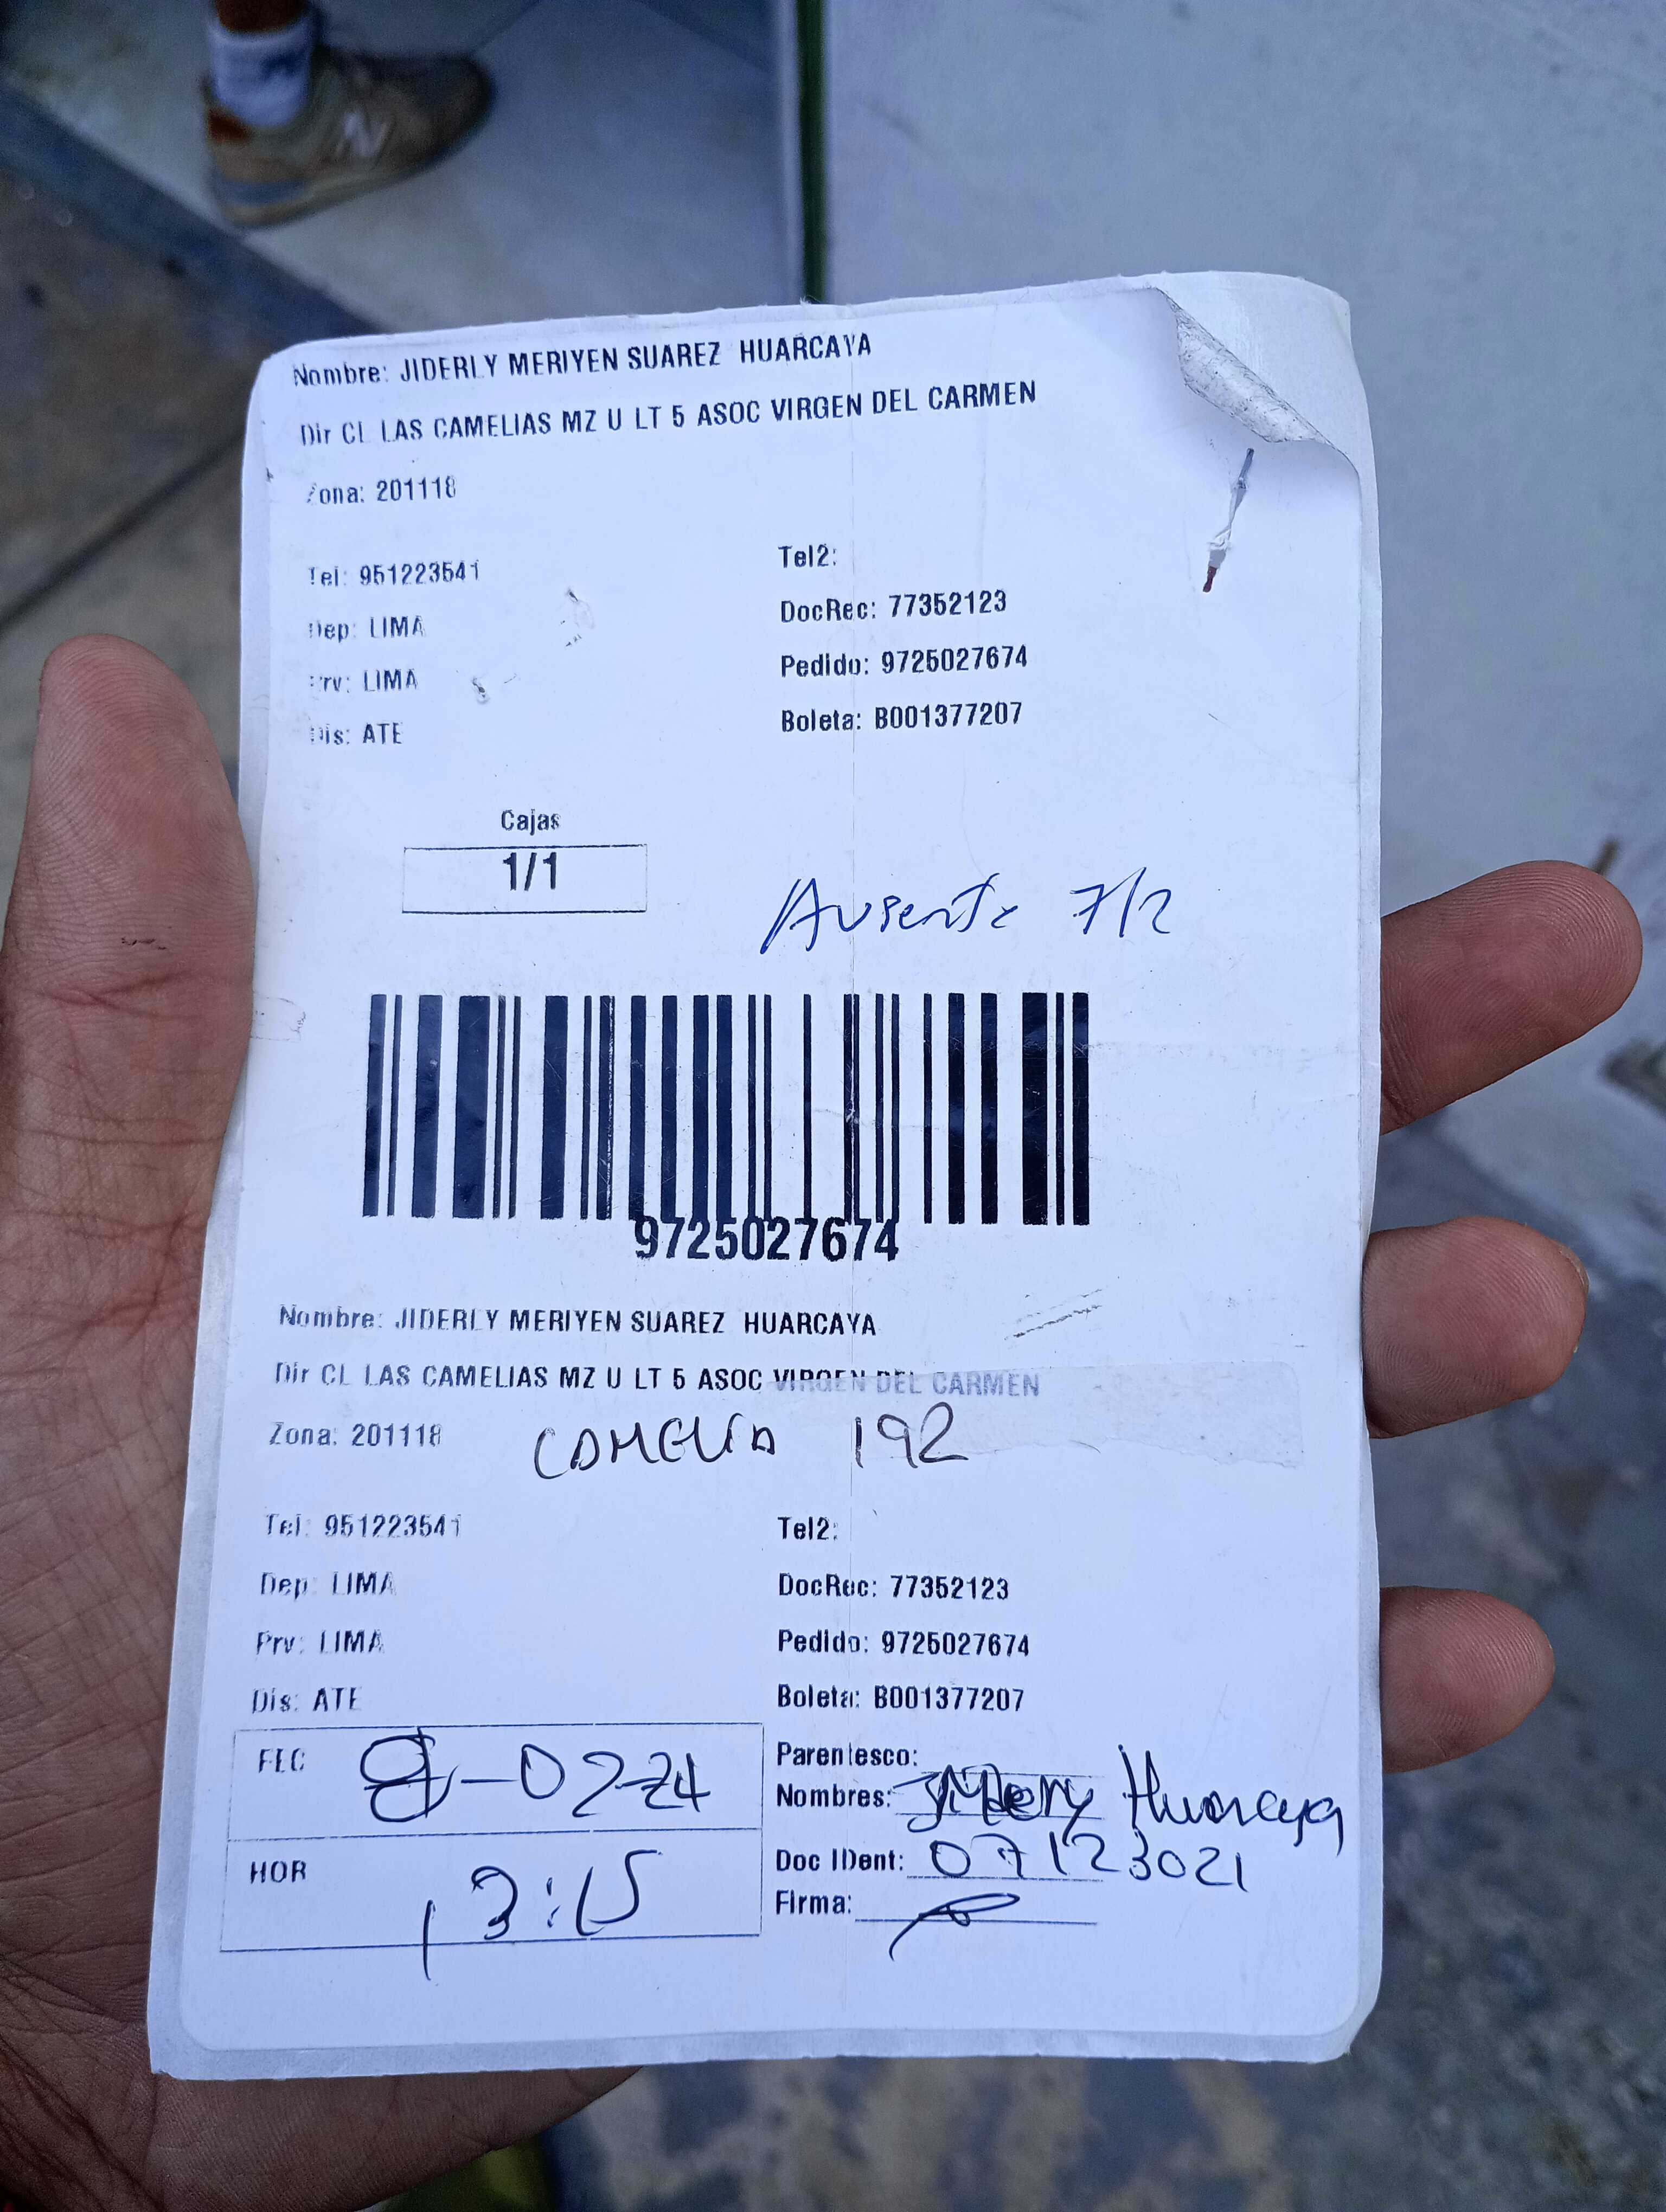 Nombre: JIDERLY MERIYEN SUAREZ HUARCAYA
Dir CL LAS CAMELIAS MZ U LT 5 ASOC VIRGEN DEL CARMEN
Zona: 201118
Tel: 951223541 Tel2:
Dep: LIMA DocRec: 77352123
Prv: LIMA Pedido: 9725027674
Dis: ATE Boleta: B001377207
Cajas
1/1
Ausente 7/2
9725027674
Nombre: JIDERLY MERIYEN SUAREZ HUARCAYA
Dir CL LAS CAMELIAS MZ U LT 5 ASOC VIRGEN DEL CARMEN
Zona: 201118 CAMELIA 192
Tel: 951223541 Tel2:
Dep: LIMA DocRec: 77352123
Prv: LIMA Pedido: 9725027674
Dis: ATE Boleta: B001377207
FEC 8-02-24 Parentesco:
Nombres: Huarcaya
HOR 13:15 Doc IDent: 07123021
Firma: